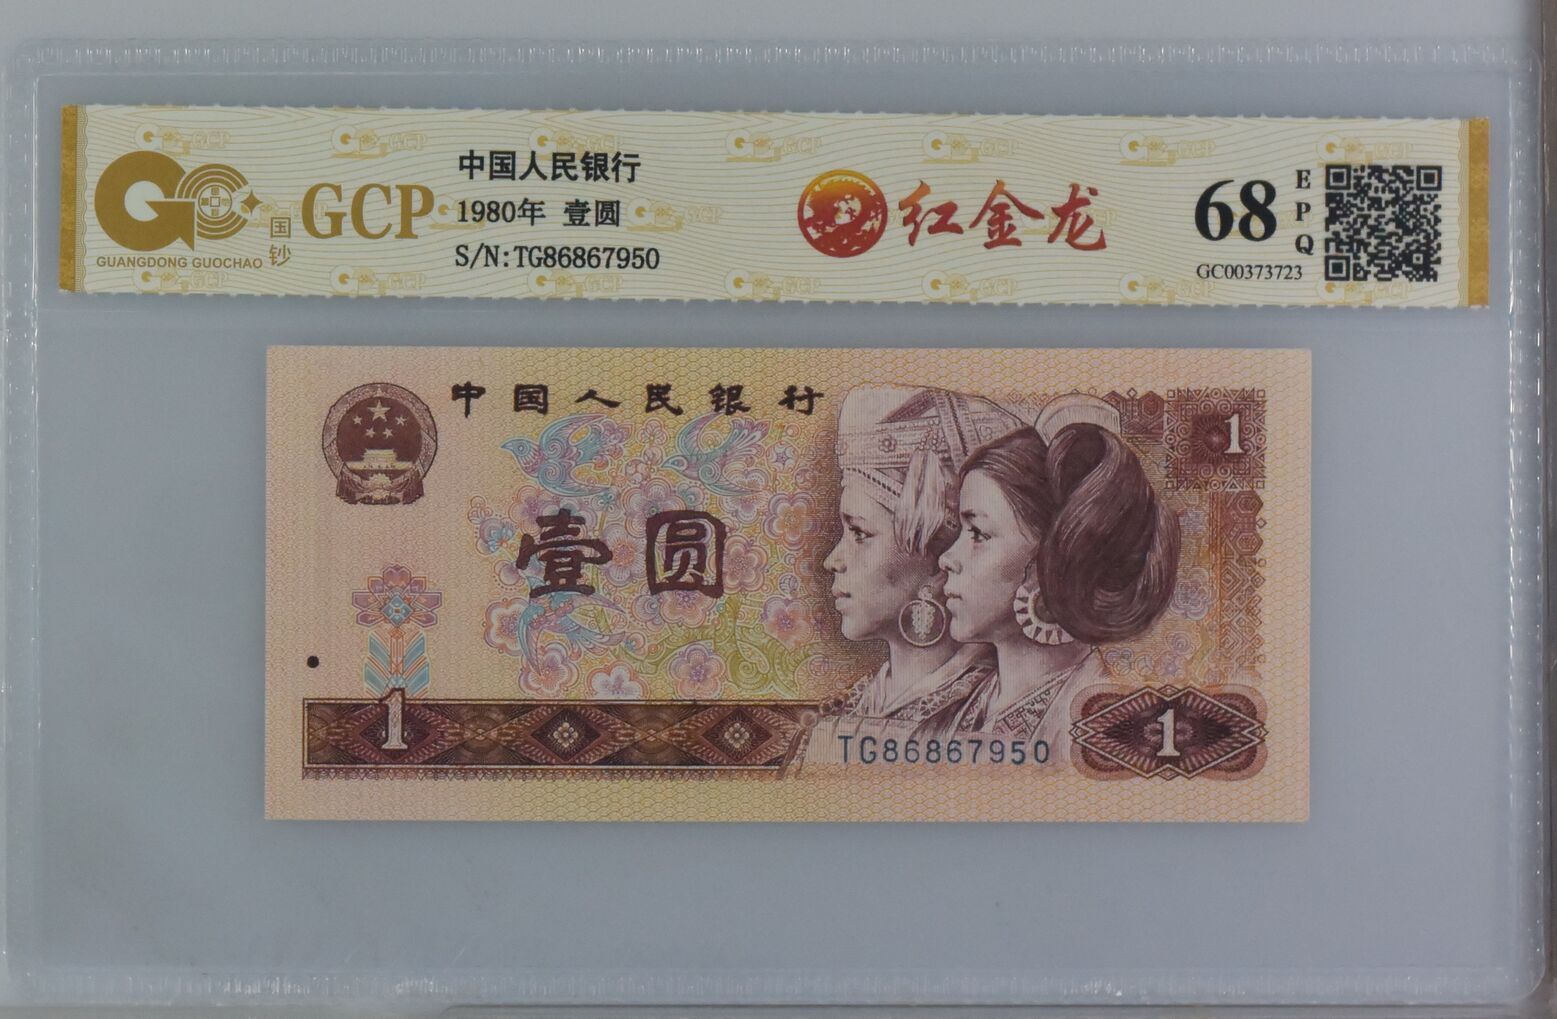 GUANGDONG GUOCHAO
国钞
GCP
中国人民银行
1980年 壹圆
S/N:TG86867950
红金龙
68
EPQ
GC00373723
中国人民银行
1
壹圆
1
TG86867950
1